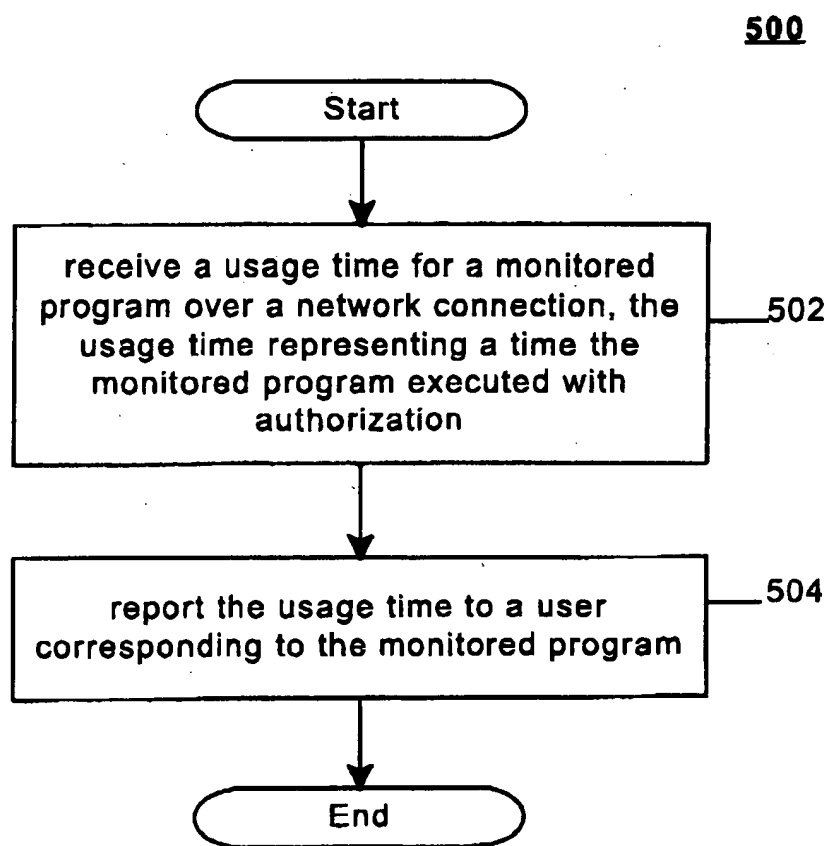 500
Start
receive a usage time for a monitored
program over a network connection, the
usage time representing a time the
monitored program executed with
authorization
502
report the usage time to a user
corresponding to the monitored program
504
End